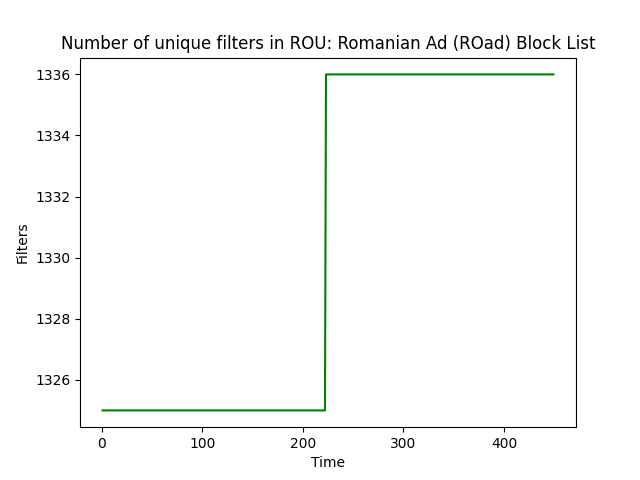 Number of unique filters in ROU: Romanian Ad (ROad) Block List
1336
1334
1332
1330
1328
1326
Filters
0 100 200 300 400
Time